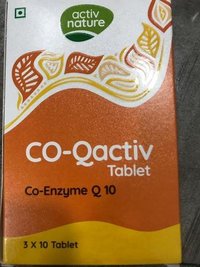 activ
nature
CO-Qactiv
Tablet
Co-Enzyme Q 10
3 X 10 Tablet